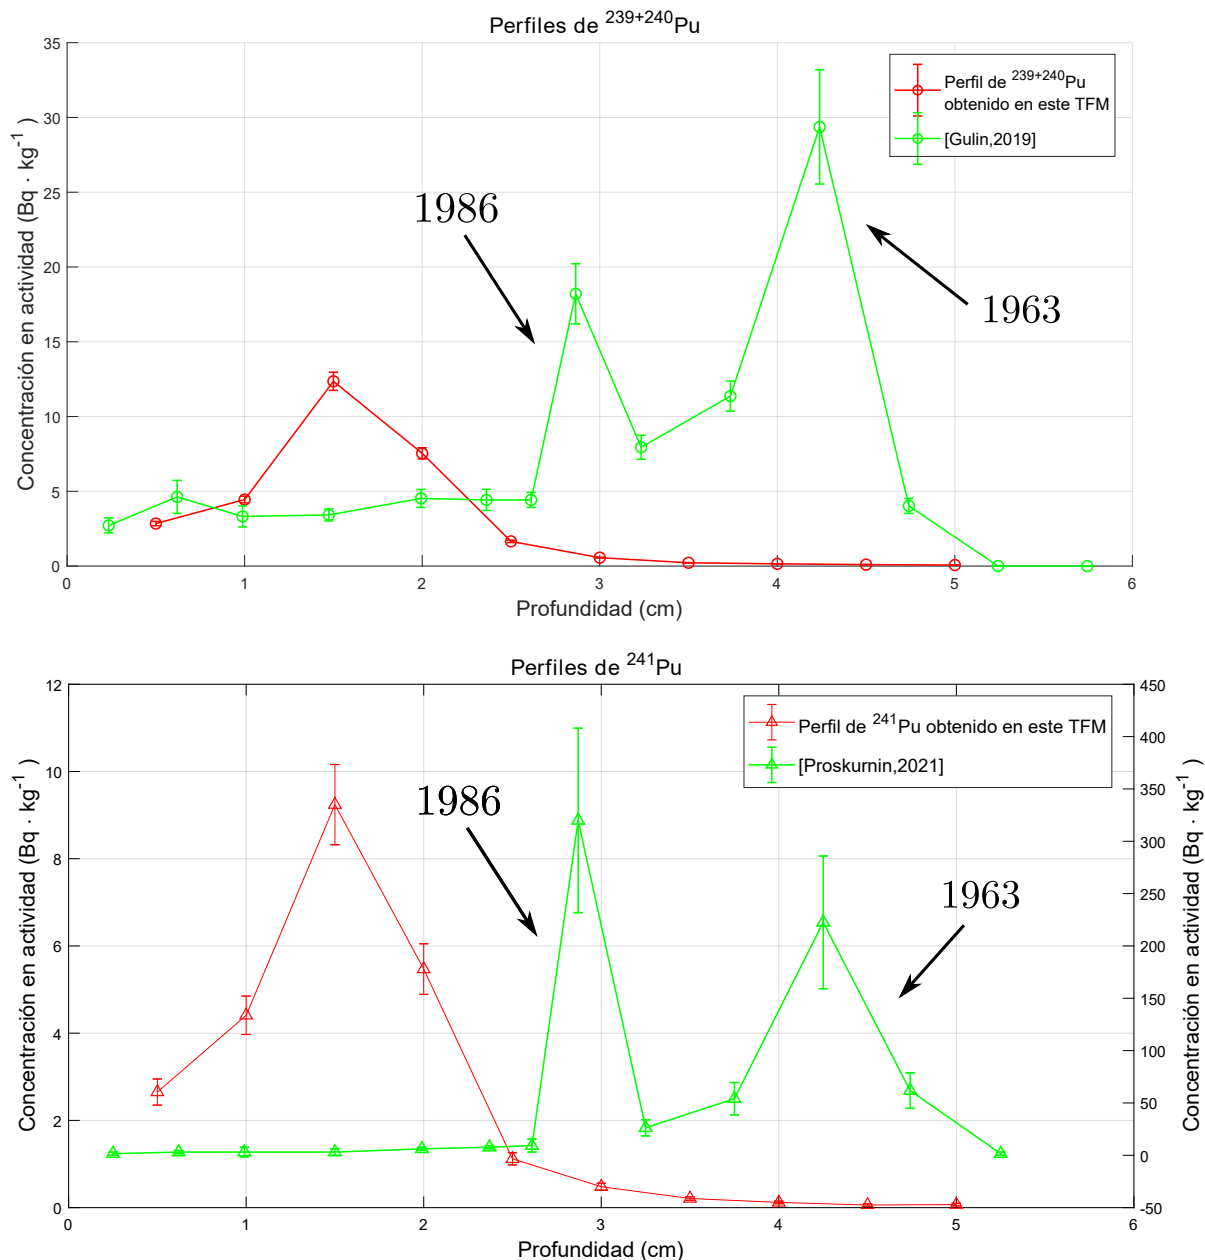 Perfiles de ²³⁹⁺²⁴⁰Pu
35
30
25
20
15
10
5
0
Concentración en actividad (Bq · kg⁻¹ )
Perfil de ²³⁹⁺²⁴⁰Pu
obtenido en este TFM
[Gulin,2019]
1986
1963
0 1 2 3 4 5 6
Profundidad (cm)
Perfiles de ²⁴¹Pu
12
10
8
6
4
2
0
Concentración en actividad (Bq · kg⁻¹ )
Perfil de ²⁴¹Pu obtenido en este TFM
[Proskurnin,2021]
1986
1963
450
400
350
300
250
200
150
100
50
0
-50
Concentración en actividad (Bq · kg⁻¹ )
0 1 2 3 4 5 6
Profundidad (cm)